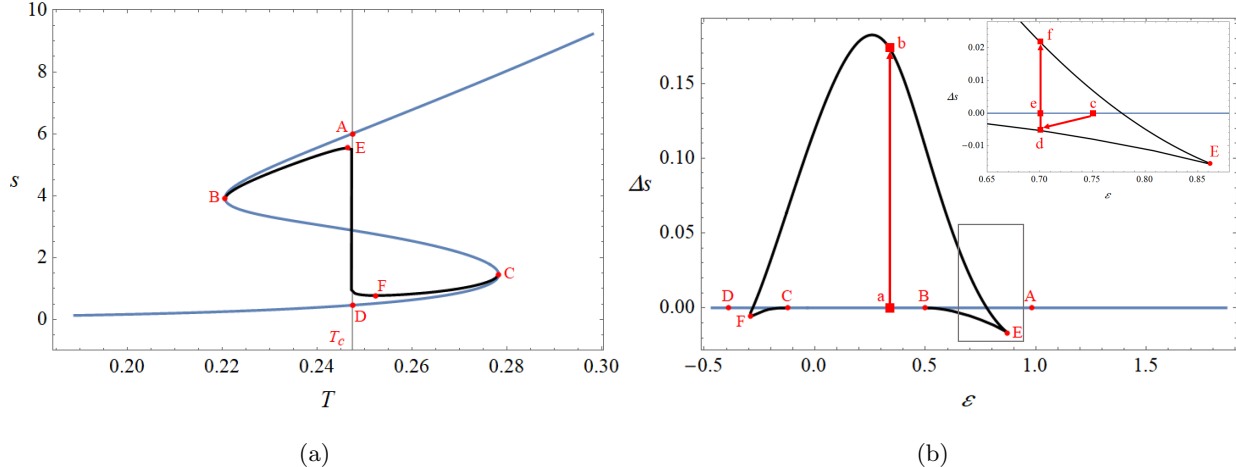 10
8
6
4
2
0
s
A
E
B
C
F
D
T_c
0.20
0.22
0.24
0.26
0.28
0.30
T
(a)
0.15
0.10
0.05
0.00
Δs
b
D
C
a
B
A
F
E
-0.5
0.0
0.5
1.0
1.5
ε
0.02
0.01
0.00
-0.01
Δs
f
e
c
d
E
0.65
0.70
0.75
0.80
0.85
ε
(b)